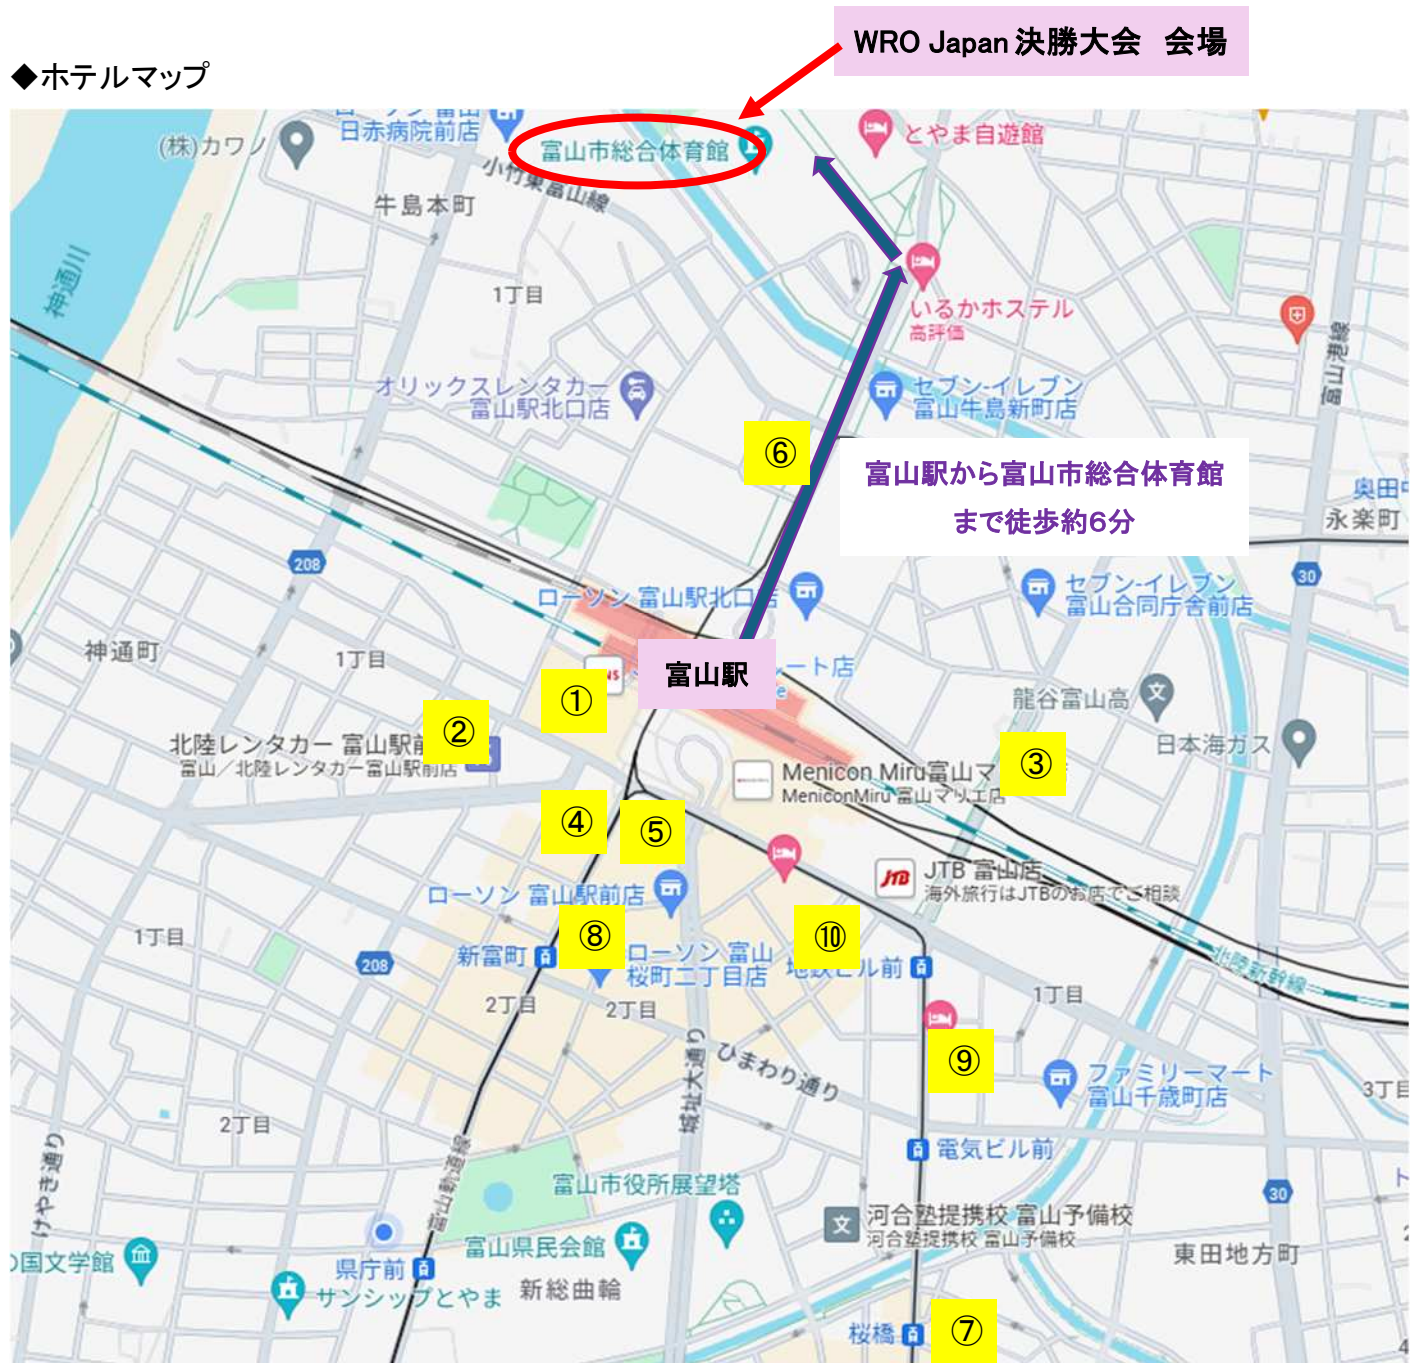 WRO Japan 決勝大会　会場
◆ホテルマップ
日赤病院前店
(株)カワノ
富山市総合体育館
とやま自遊館
小竹東富山線
牛島本町
神通川
1丁目
いるかホステル
高評価
富山港線
オリックスレンタカー
富山駅北口店
セブン-イレブン
富山牛島新町店
⑥
富山駅から富山市総合体育館
まで徒歩約6分
永楽町
208
30
ローソン 富山駅北口店
セブン-イレブン
富山合同庁舎前店
神通町
1丁目
富山駅
ート店
①
龍谷富山高
②
北陸レンタカー 富山駅前
富山／北陸レンタカー富山駅前店
日本海ガス
③
Menicon Miru富山マ
MeniconMiru 富山マリエ店
④
⑤
JTB
JTB 富山店
海外旅行はJTBのお店でご相談
ローソン 富山駅前店
⑧
⑩
1丁目
208
新富町
ローソン 富山
桜町二丁目店
地鉄ビル前
北陸新幹線
2丁目
2丁目
1丁目
城址大通り
ひまわり通り
⑨
ファミリーマート
富山千歳町店
3丁目
2丁目
けやき通り
富山軌道線
電気ビル前
富山市役所展望塔
30
河合塾提携校 富山予備校
河合塾提携校 富山予備校
富山県民会館
東田地方町
の国文学館
県庁前
サンシップとやま
新総曲輪
桜橋
⑦